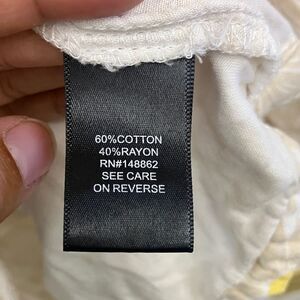 60%COTTON
40%RAYON
RN#148862
SEE CARE
ON REVERSE